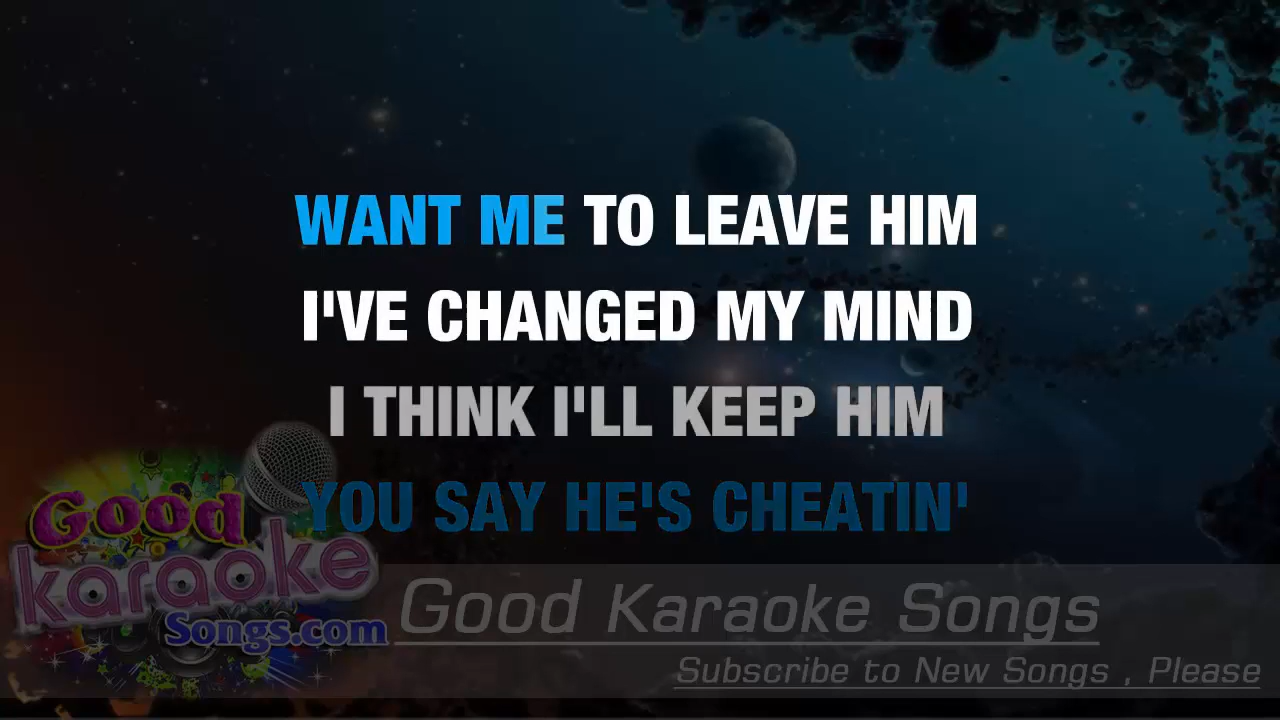 WANT ME TO LEAVE HIM
I'VE CHANGED MY MIND
I THINK I'LL KEEP HIM
YOU SAY HE'S CHEATIN'
Good
karaoke
Songs.com
Good Karaoke Songs
Subscribe to New Songs , Please